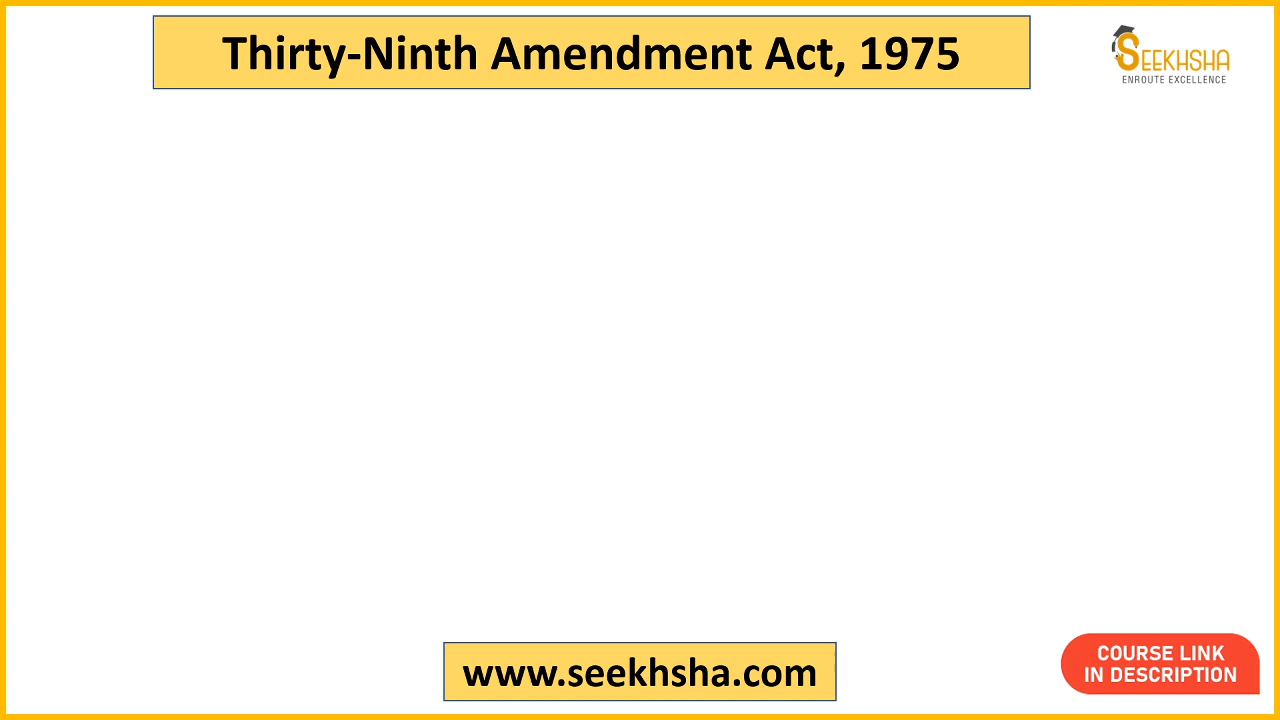 Thirty-Ninth Amendment Act, 1975
SEEKHSHA
ENROUTE EXCELLENCE
www.seekhsha.com
COURSE LINK
IN DESCRIPTION